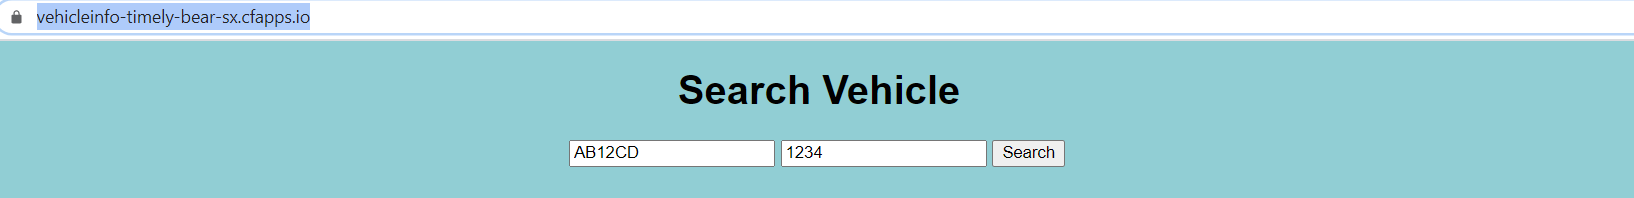 vehicleinfo-timely-bear-sx.cfapps.io
Search Vehicle
AB12CD 1234 Search